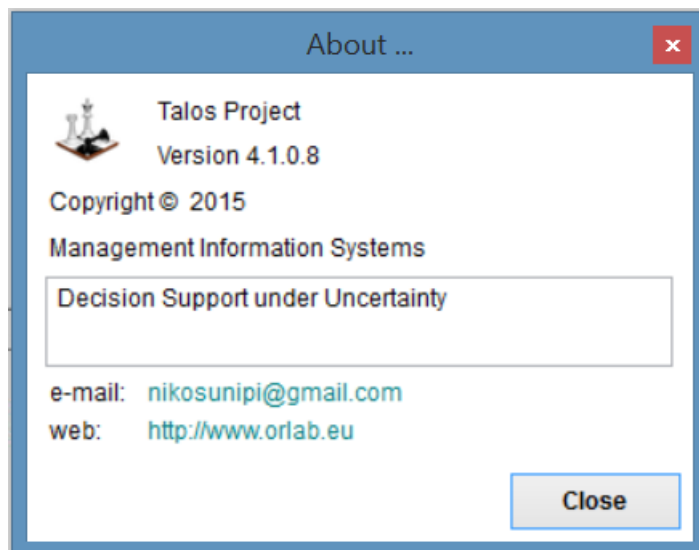 About ...
x
Talos Project
Version 4.1.0.8
Copyright © 2015
Management Information Systems
Decision Support under Uncertainty
e-mail: nikosunipi@gmail.com
web: http://www.orlab.eu
Close